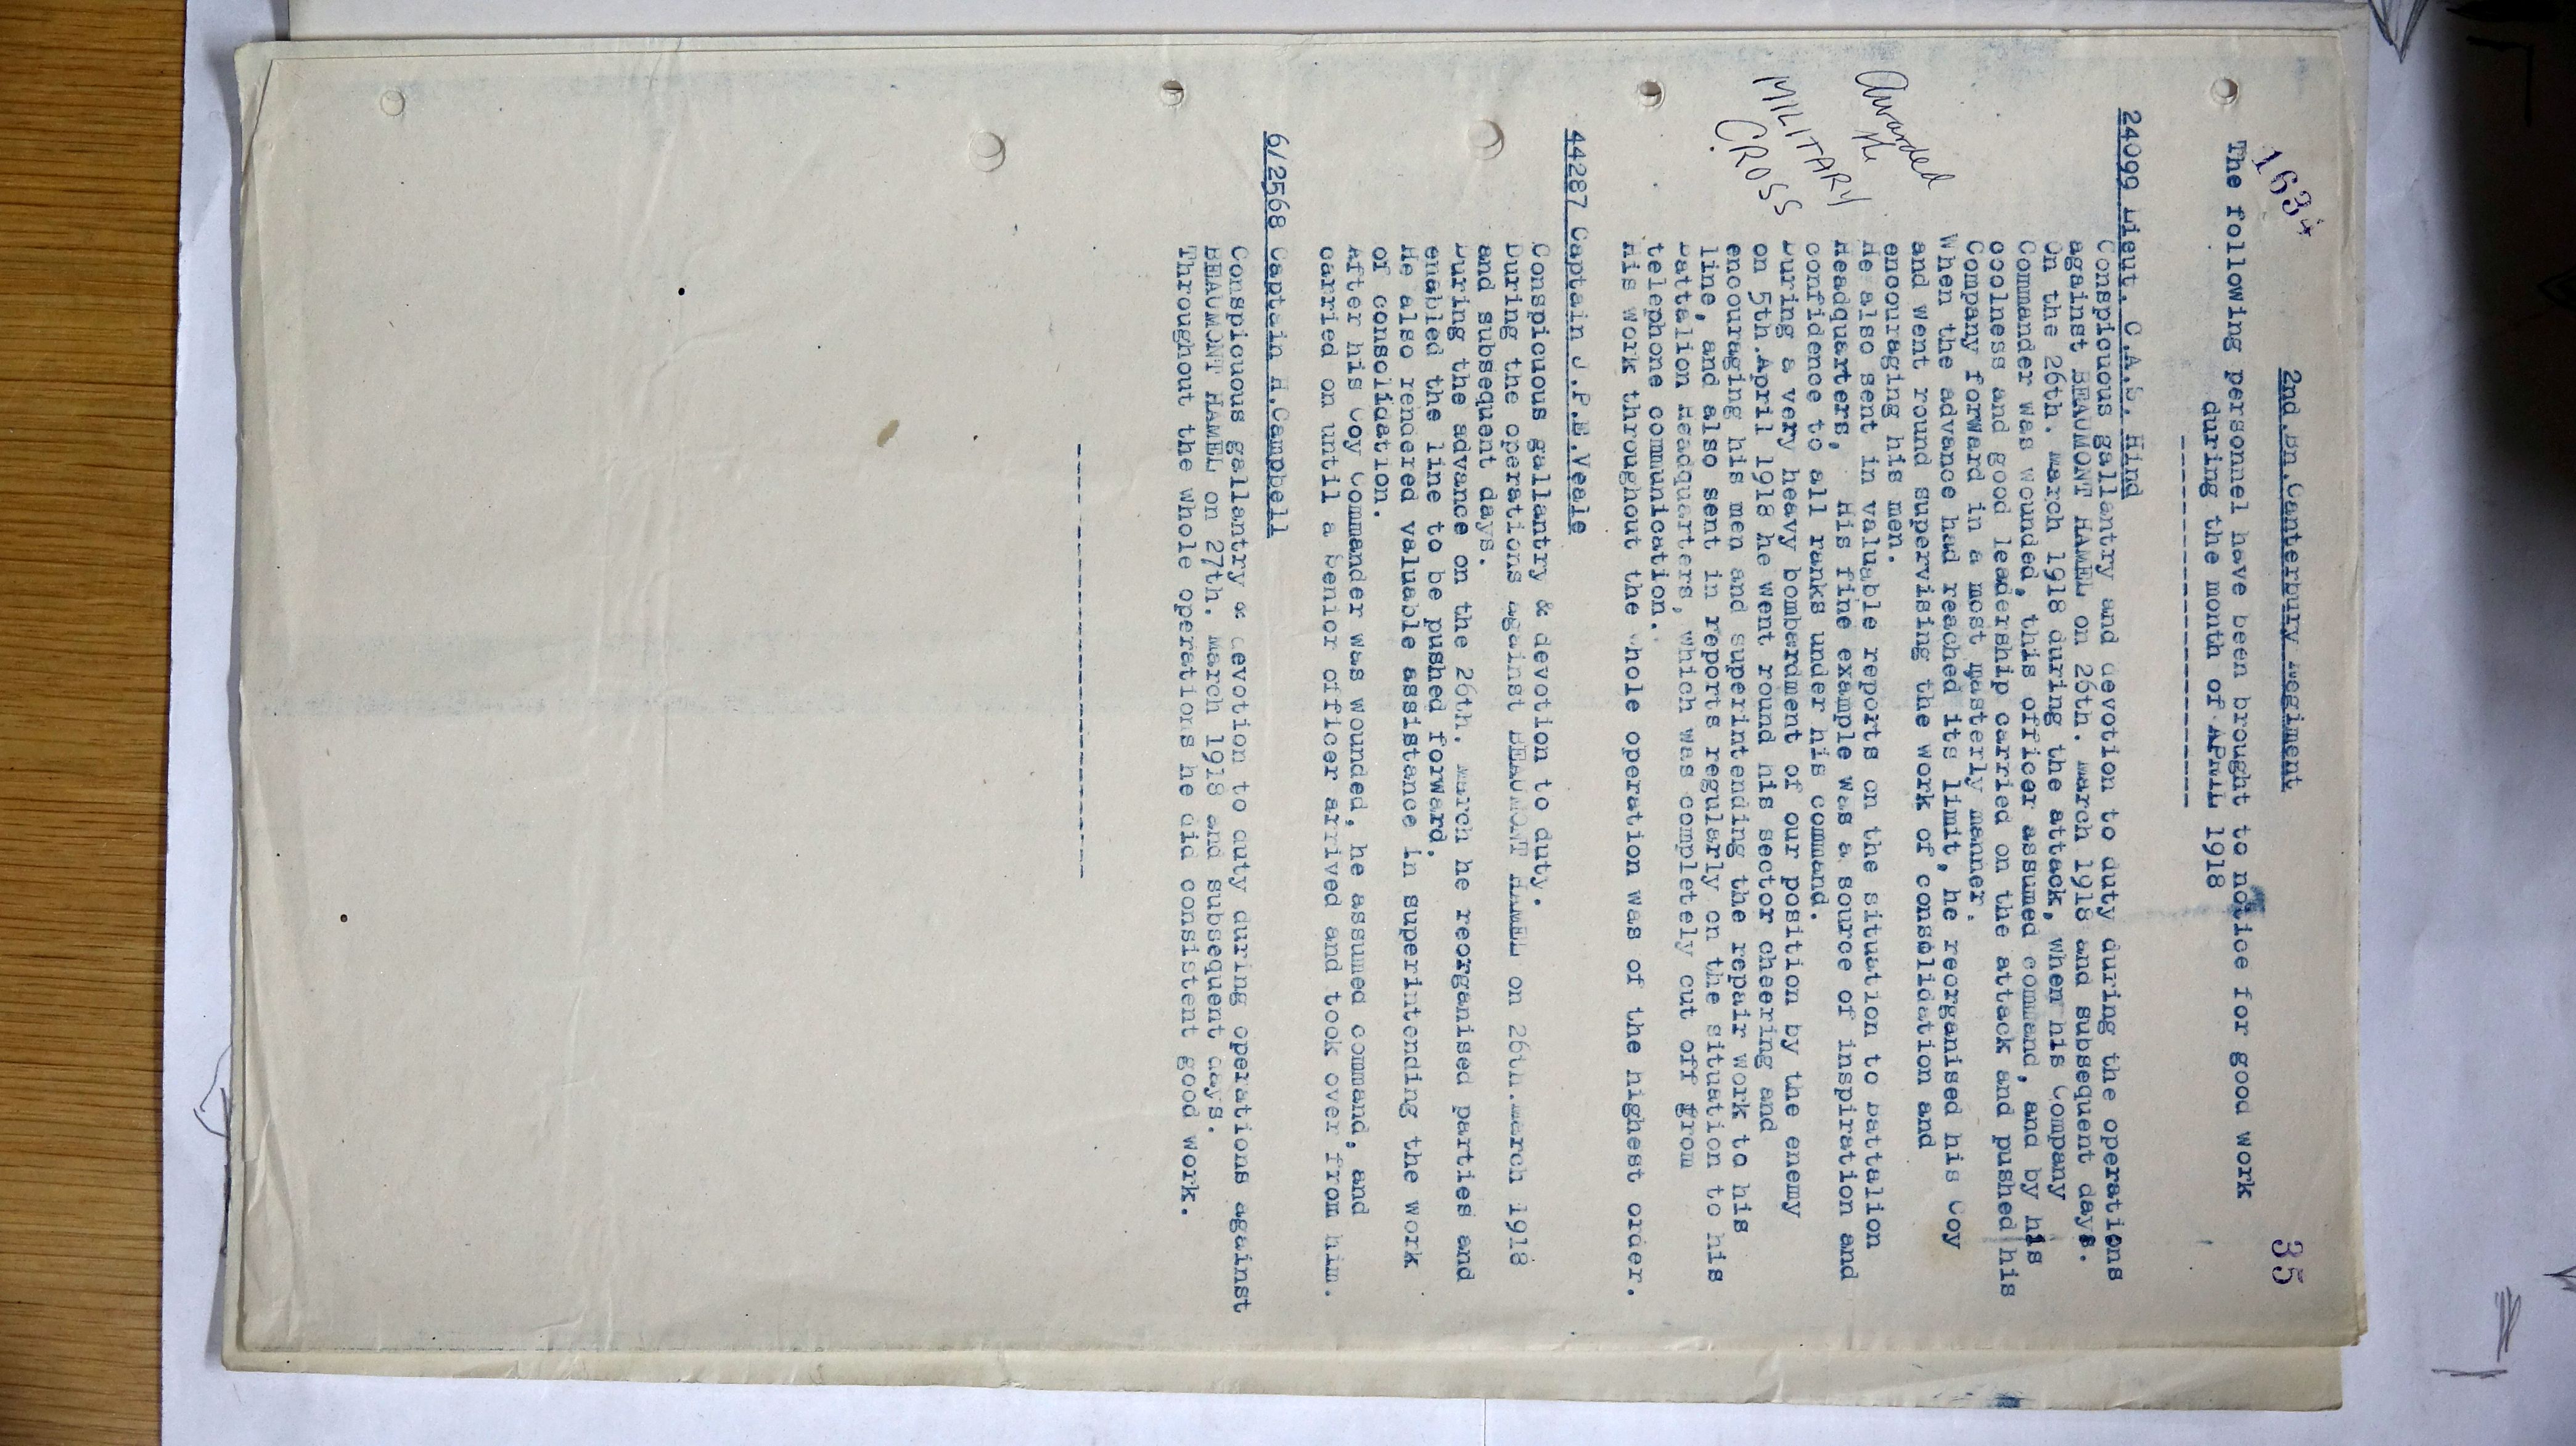 1634
35
2nd.Bn.Canterbury Regiment
The following personnel have been brought to notice for good work
during the month of APRIL 1918
--------------------------
24099 Lieut. C.A.S. Hind
Conspicuous gallantry and devotion to duty during the operations
against BEAUMONT HAMEL on 26th. March 1918 and subsequent days.
On the 26th. March 1918 during the attack, when his Company
Commander was wounded, this officer assumed command, and by his
coolness and good leadership carried on the attack and pushed his
Company forward in a most masterly manner.
When the advance had reached its limit, he reorganised his Coy
and went round supervising the work of consolidation and
encouraging his men.
He also sent in valuable reports on the situation to Battalion
Headquarters, His fine example was a source of inspiration and
confidence to all ranks under his command.
During a very heavy bombardment of our position by the enemy
on 5th.April 1918 he went round his sector cheering and
encouraging his men and superintending the repair work to his
line, and also sent in reports regularly on the situation to his
Battalion Headquarters, which was completely cut off from
telephone communication.
His work throughout the whole operation was of the highest order.
Awarded
the
MILITARY
CROSS
44287 Captain J.P.E.Veale
Conspicuous gallantry & devotion to duty.
During the operations against BEAUMONT HAMEL on 26th.March 1918
and subsequent days.
During the advance on the 26th. March he reorganised parties and
enabled the line to be pushed forward.
He also rendered valuable assistance in superintending the work
of consolidation.
After his Coy Commander was wounded, he assumed command, and
carried on until a Senior officer arrived and took over from him.
6/2568 Captain H.Campbell
Conspicuous gallantry & devotion to duty during operations against
BEAUMONT HAMEL on 27th. March 1918 and subsequent days.
Throughout the whole operations he did consistent good work.
------------------------------